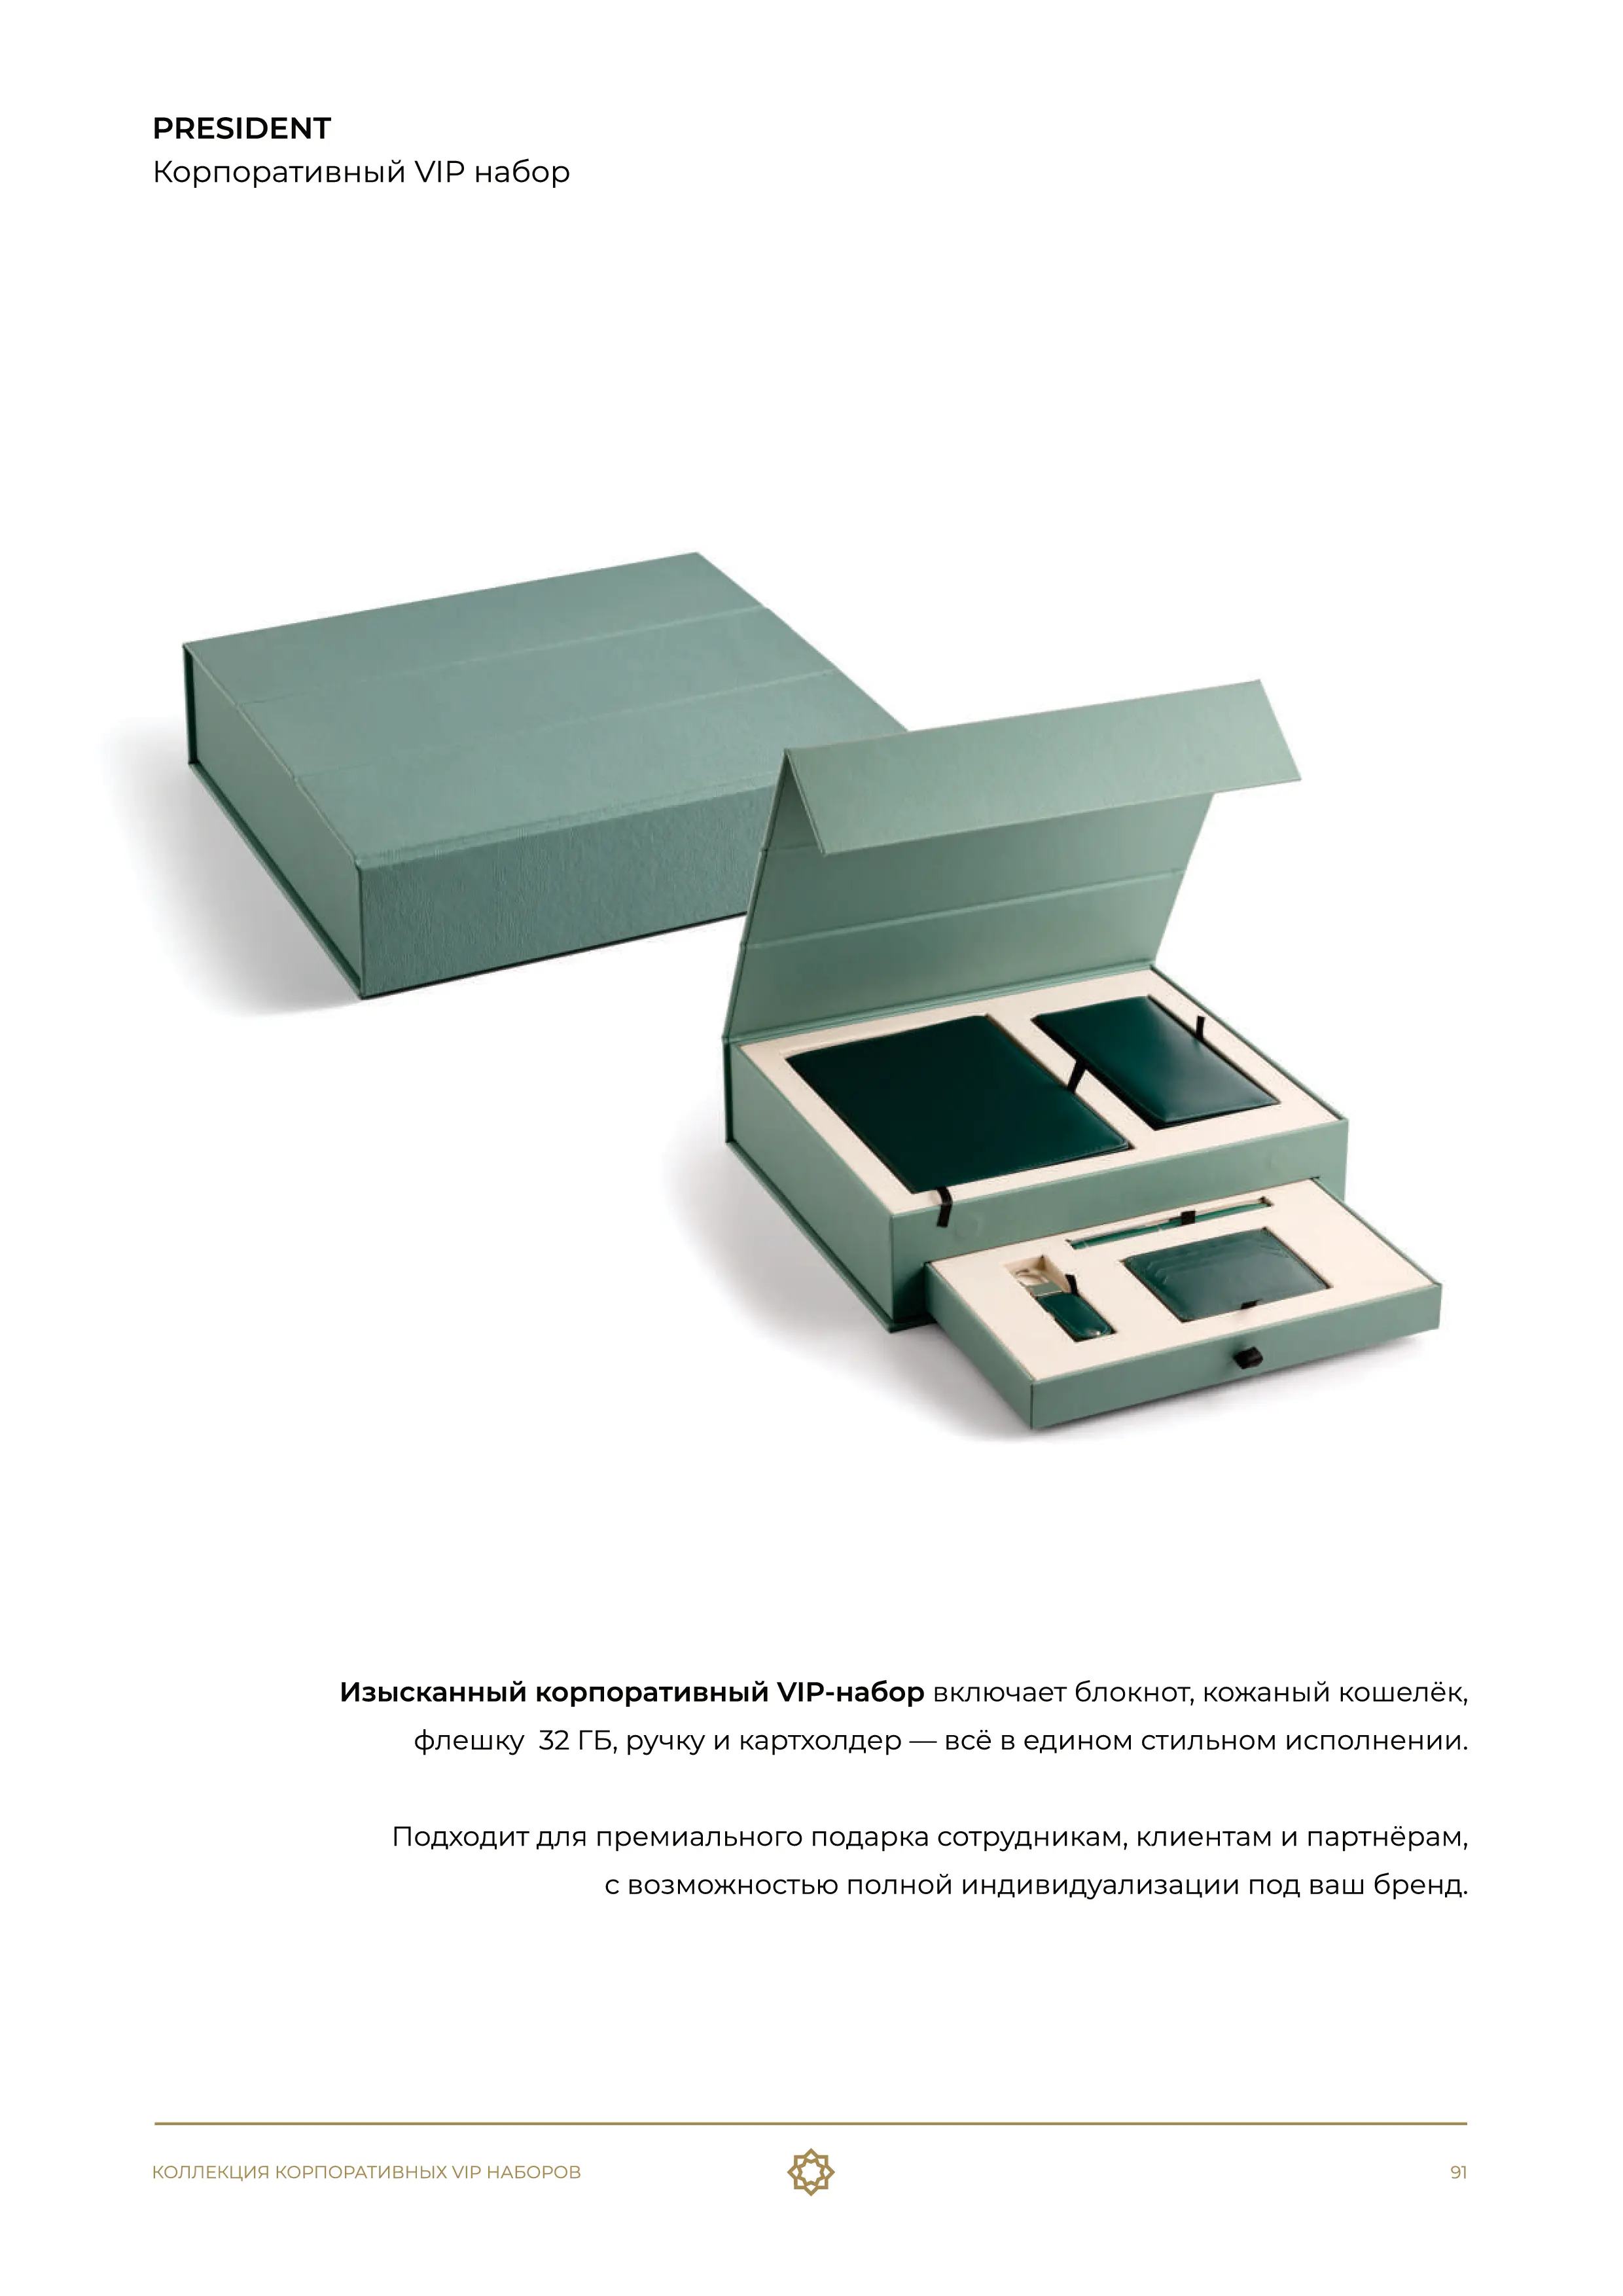 PRESIDENT
Корпоративный VIP набор
Изысканный корпоративный VIP-набор включает блокнот, кожаный кошелёк,
флешку  32 ГБ, ручку и картхолдер — всё в едином стильном исполнении.
Подходит для премиального подарка сотрудникам, клиентам и партнёрам,
с возможностью полной индивидуализации под ваш бренд.
КОЛЛЕКЦИЯ КОРПОРАТИВНЫХ VIP НАБОРОВ
91